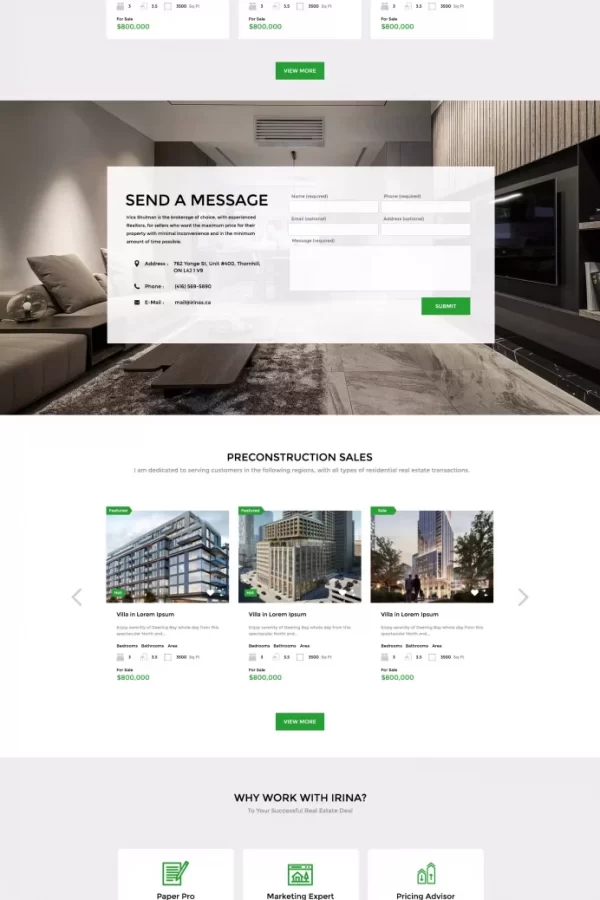 3 3.5 3500 Sq Ft
3 3.5 3500 Sq Ft
3 3.5 3500 Sq Ft
For Sale
$800,000
For Sale
$800,000
For Sale
$800,000
VIEW MORE
SEND A MESSAGE
Irina Shulman is the brokerage of choice, with experienced
Realtors, for sellers who want the maximum price for their
property with minimal inconvenience and in the minimum
amount of time possible.
Address : 762 Yonge St, Unit #400, Thornhill,
ON L4J 1V9
Phone : (416) 569-5890
E-Mail : mail@irinas.ca
Name (required)
Phone (required)
Email (optional)
Address (optional)
Message (required)
SUBMIT
PRECONSTRUCTION SALES
I am dedicated to serving customers in the following regions, with all types of residential real estate transactions.
Featured
Hot
Villa in Lorem Ipsum
Enjoy serenity of Deering Bay whole day from this
spectacular North and...
Bedrooms Bathrooms Area
3 3.5 3500 Sq Ft
For Sale
$800,000
Featured
Hot
Villa in Lorem Ipsum
Enjoy serenity of Deering Bay whole day from this
spectacular North and...
Bedrooms Bathrooms Area
3 3.5 3500 Sq Ft
For Sale
$800,000
Sale
Villa in Lorem Ipsum
Enjoy serenity of Deering Bay whole day from this
spectacular North and...
Bedrooms Bathrooms Area
3 3.5 3500 Sq Ft
For Sale
$800,000
VIEW MORE
WHY WORK WITH IRINA?
To Your Successful Real Estate Deal
Paper Pro
Marketing Expert
Pricing Advisor